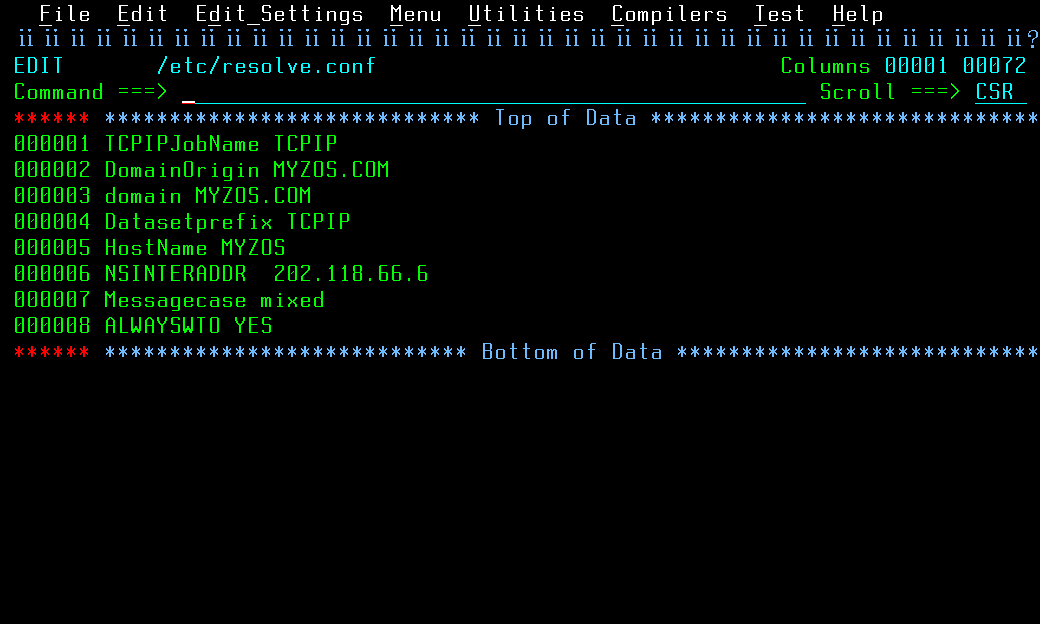 File Edit Edit_Settings Menu Utilities Compilers Test Help
ïï ïï ïï ïï ïï ïï ïï ïï ïï ïï ïï ïï ïï ïï ïï ïï ïï ïï ïï ïï ïï ïï ïï ïï ïï ïï ïï ïï ïï ïï ïï ïï ïï ïï ïï ïï ïï ïï ïï?
EDIT /etc/resolve.conf Columns 00001 00072
Command ===> Scroll ===> CSR
****** ***************************** Top of Data ******************************
000001 TCPIPJobName TCPIP
000002 DomainOrigin MYZOS.COM
000003 domain MYZOS.COM
000004 Datasetprefix TCPIP
000005 HostName MYZOS
000006 NSINTERADDR 202.118.66.6
000007 Messagecase mixed
000008 ALWAYSWTO YES
****** **************************** Bottom of Data ****************************